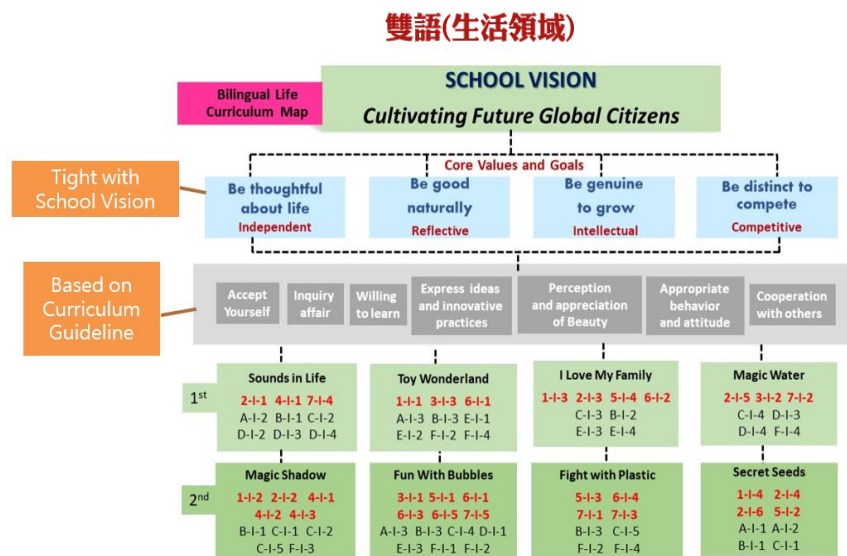 雙語(生活領域)
SCHOOL VISION
Cultivating Future Global Citizens
Bilingual Life
Curriculum Map
Core Values and Goals
Tight with
School Vision
Be thoughtful
about life
Independent
Be good
naturally
Reflective
Be genuine
to grow
Intellectual
Be distinct to
compete
Competitive
Based on
Curriculum
Guideline
Accept
Yourself
Inquiry
affair
Willing
to learn
Express ideas
and innovative
practices
Perception
and appreciation
of Beauty
Appropriate
behavior
and attitude
Cooperation
with others
1st
Sounds in Life
2-I-1 4-I-1 7-I-4
A-I-2 B-I-1 C-I-2
D-I-2 D-I-3 D-I-4
Toy Wonderland
1-I-1 3-I-3 6-I-1
A-I-3 B-I-3 E-I-1
E-I-2 F-I-2 F-I-4
I Love My Family
1-I-3 2-I-3 5-I-4 6-I-2
C-I-3 B-I-2
E-I-3 E-I-4
Magic Water
2-I-5 3-I-2 7-I-2
C-I-4 D-I-3
D-I-4 F-I-4
2nd
Magic Shadow
1-I-2 2-I-2 4-I-1
4-I-2 4-I-3
B-I-1 C-I-1 C-I-2
C-I-5 F-I-3
Fun With Bubbles
3-I-1 5-I-1 6-I-1
6-I-3 6-I-5 7-I-5
A-I-3 B-I-3 C-I-4 D-I-1
E-I-3 F-I-1 F-I-2
Fight with Plastic
5-I-3 6-I-4
7-I-1 7-I-3
B-I-3 C-I-5
F-I-2 F-I-4
Secret Seeds
1-I-4 2-I-4
2-I-6 5-I-2
A-I-1 A-I-2
B-I-1 C-I-1